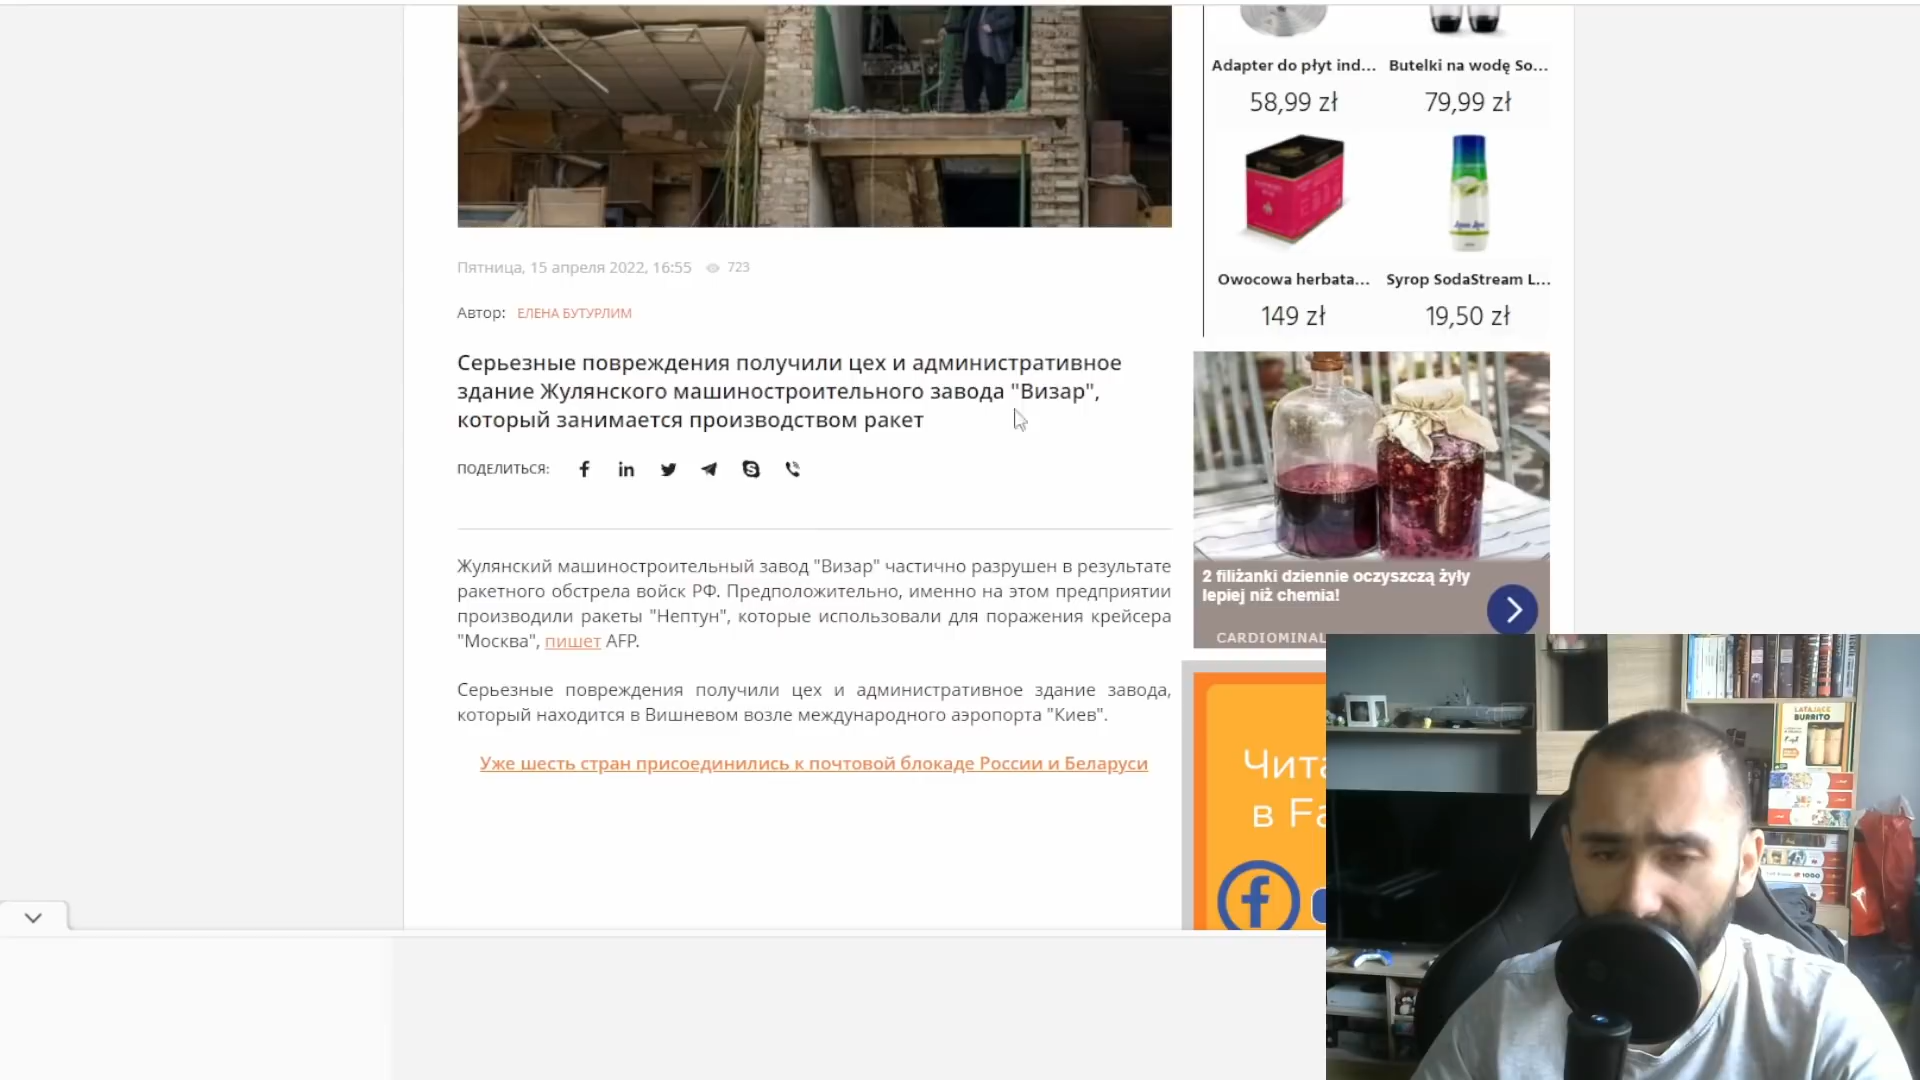 Adapter do płyt ind...
Butelki na wodę So...
58,99 zł
79,99 zł
Owocowa herbata...
Syrop SodaStream L...
149 zł
19,50 zł
Пятница, 15 апреля 2022, 16:55
723
Автор: ЕЛЕНА БУТУРЛИМ
Серьезные повреждения получили цех и административное
здание Жулянского машиностроительного завода "Визар",
который занимается производством ракет
ПОДЕЛИТЬСЯ:
Жулянский машиностроительный завод "Визар" частично разрушен в результате
ракетного обстрела войск РФ. Предположительно, именно на этом предприятии
производили ракеты "Нептун", которые использовали для поражения крейсера
"Москва", пишет AFP.
Серьезные повреждения получили цех и административное здание завода,
который находится в Вишневом возле международного аэропорта "Киев".
Уже шесть стран присоединились к почтовой блокаде России и Беларуси
2 filiżanki dziennie oczyszczą żyły
lepiej niż chemia!
CARDIOMINAL
Чита
в Fa
LATAJĄCE
BURRITO
1000